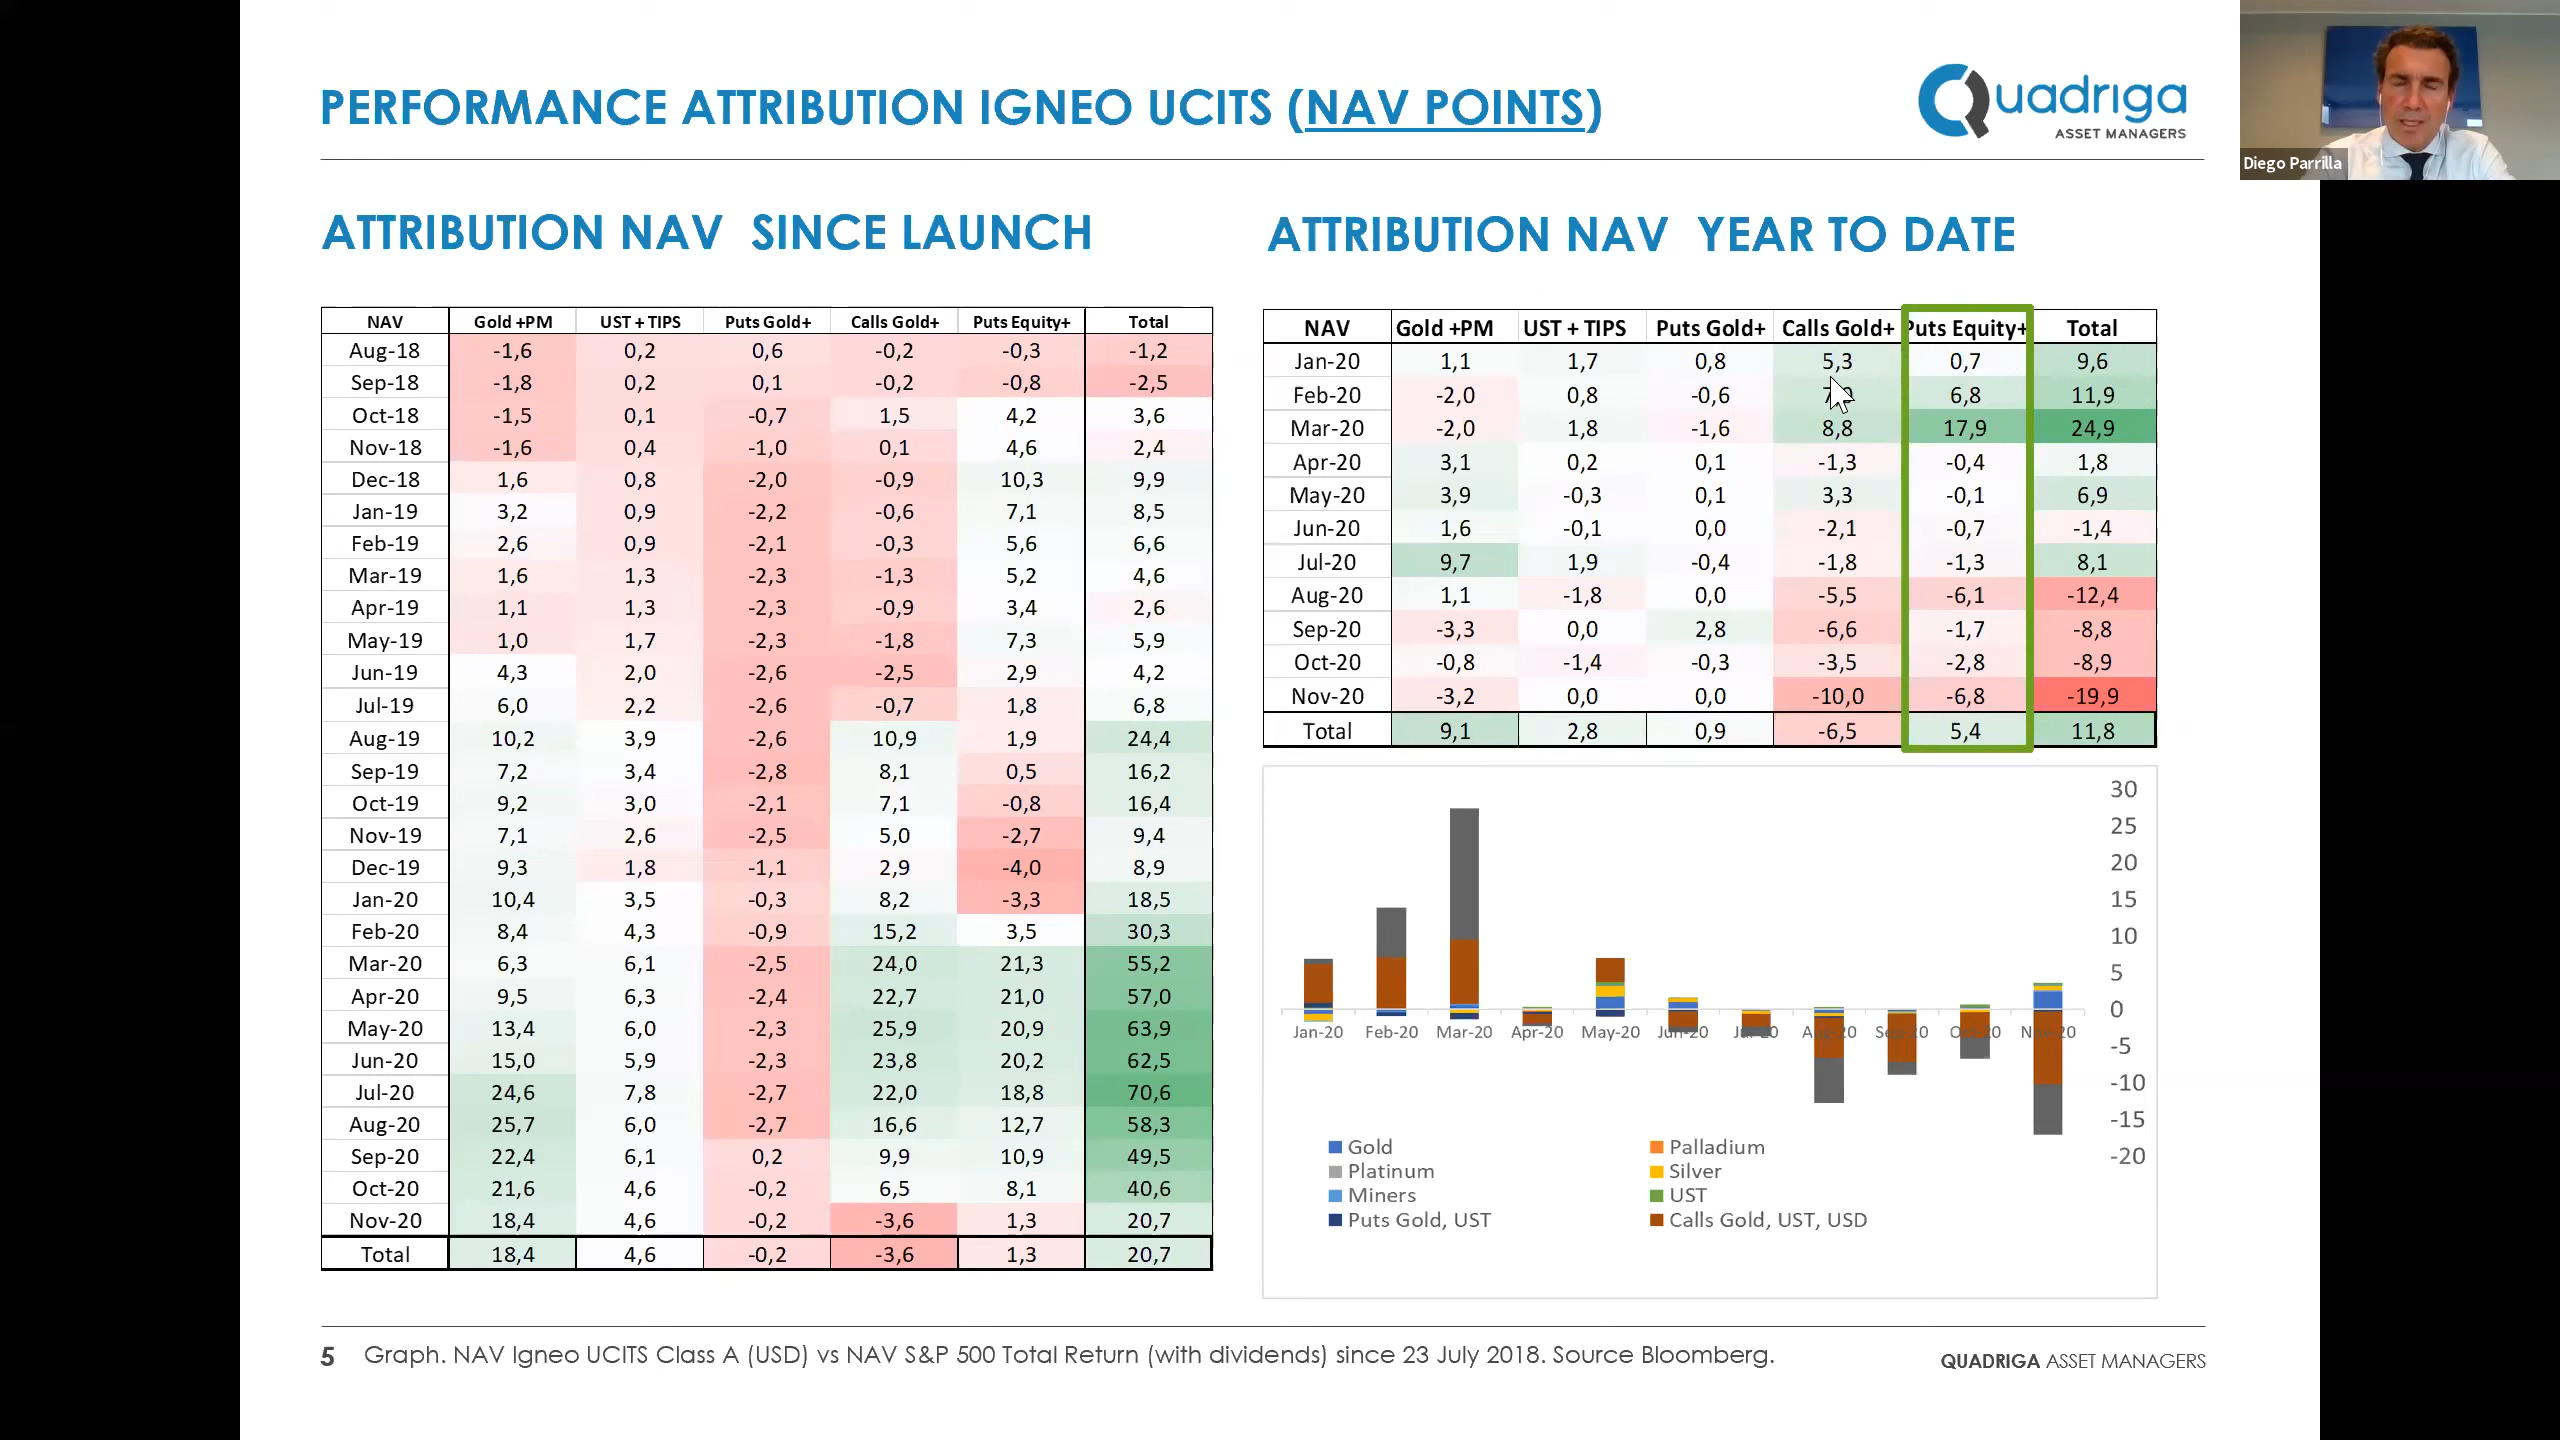 PERFORMANCE ATTRIBUTION IGNEO UCITS (NAV POINTS)
Quadriga
ASSET MANAGERS
Diego Parrilla
ATTRIBUTION NAV SINCE LAUNCH
NAV Gold +PM UST + TIPS Puts Gold+ Calls Gold+ Puts Equity+ Total
Aug-18 -1,6 0,2 0,6 -0,2 -0,3 -1,2
Sep-18 -1,8 0,2 0,1 -0,2 -0,8 -2,5
Oct-18 -1,5 0,1 -0,7 1,5 4,2 3,6
Nov-18 -1,6 0,4 -1,0 0,1 4,6 2,4
Dec-18 1,6 0,8 -2,0 -0,9 10,3 9,9
Jan-19 3,2 0,9 -2,2 -0,6 7,1 8,5
Feb-19 2,6 0,9 -2,1 -0,3 5,6 6,6
Mar-19 1,6 1,3 -2,3 -1,3 5,2 4,6
Apr-19 1,1 1,3 -2,3 -0,9 3,4 2,6
May-19 1,0 1,7 -2,3 -1,8 7,3 5,9
Jun-19 4,3 2,0 -2,6 -2,5 2,9 4,2
Jul-19 6,0 2,2 -2,6 -0,7 1,8 6,8
Aug-19 10,2 3,9 -2,6 10,9 1,9 24,4
Sep-19 7,2 3,4 -2,8 8,1 0,5 16,2
Oct-19 9,2 3,0 -2,1 7,1 -0,8 16,4
Nov-19 7,1 2,6 -2,5 5,0 -2,7 9,4
Dec-19 9,3 1,8 -1,1 2,9 -4,0 8,9
Jan-20 10,4 3,5 -0,3 8,2 -3,3 18,5
Feb-20 8,4 4,3 -0,9 15,2 3,5 30,3
Mar-20 6,3 6,1 -2,5 24,0 21,3 55,2
Apr-20 9,5 6,3 -2,4 22,7 21,0 57,0
May-20 13,4 6,0 -2,3 25,9 20,9 63,9
Jun-20 15,0 5,9 -2,3 23,8 20,2 62,5
Jul-20 24,6 7,8 -2,7 22,0 18,8 70,6
Aug-20 25,7 6,0 -2,7 16,6 12,7 58,3
Sep-20 22,4 6,1 0,2 9,9 10,9 49,5
Oct-20 21,6 4,6 -0,2 6,5 8,1 40,6
Nov-20 18,4 4,6 -0,2 -3,6 1,3 20,7
Total 18,4 4,6 -0,2 -3,6 1,3 20,7
ATTRIBUTION NAV YEAR TO DATE
NAV Gold +PM UST + TIPS Puts Gold+ Calls Gold+ Puts Equity+ Total
Jan-20 1,1 1,7 0,8 5,3 0,7 9,6
Feb-20 -2,0 0,8 -0,6 6,8 11,9
Mar-20 -2,0 1,8 -1,6 8,8 17,9 24,9
Apr-20 3,1 0,2 0,1 -1,3 -0,4 1,8
May-20 3,9 -0,3 0,1 3,3 -0,1 6,9
Jun-20 1,6 -0,1 0,0 -2,1 -0,7 -1,4
Jul-20 9,7 1,9 -0,4 -1,8 -1,3 8,1
Aug-20 1,1 -1,8 0,0 -5,5 -6,1 -12,4
Sep-20 -3,3 0,0 2,8 -6,6 -1,7 -8,8
Oct-20 -0,8 -1,4 -0,3 -3,5 -2,8 -8,9
Nov-20 -3,2 0,0 0,0 -10,0 -6,8 -19,9
Total 9,1 2,8 0,9 -6,5 5,4 11,8
30
25
20
15
10
5
0
-5
-10
-15
-20
Jan-20 Feb-20 Mar-20 Apr-20 May-20 Jun-20 Jul-20 Aug-20 Sep-20 Oct-20 Nov-20
Gold Palladium
Platinum Silver
Miners UST
Puts Gold, UST Calls Gold, UST, USD
5 Graph. NAV Igneo UCITS Class A (USD) vs NAV S&P 500 Total Return (with dividends) since 23 July 2018. Source Bloomberg.
QUADRIGA ASSET MANAGERS